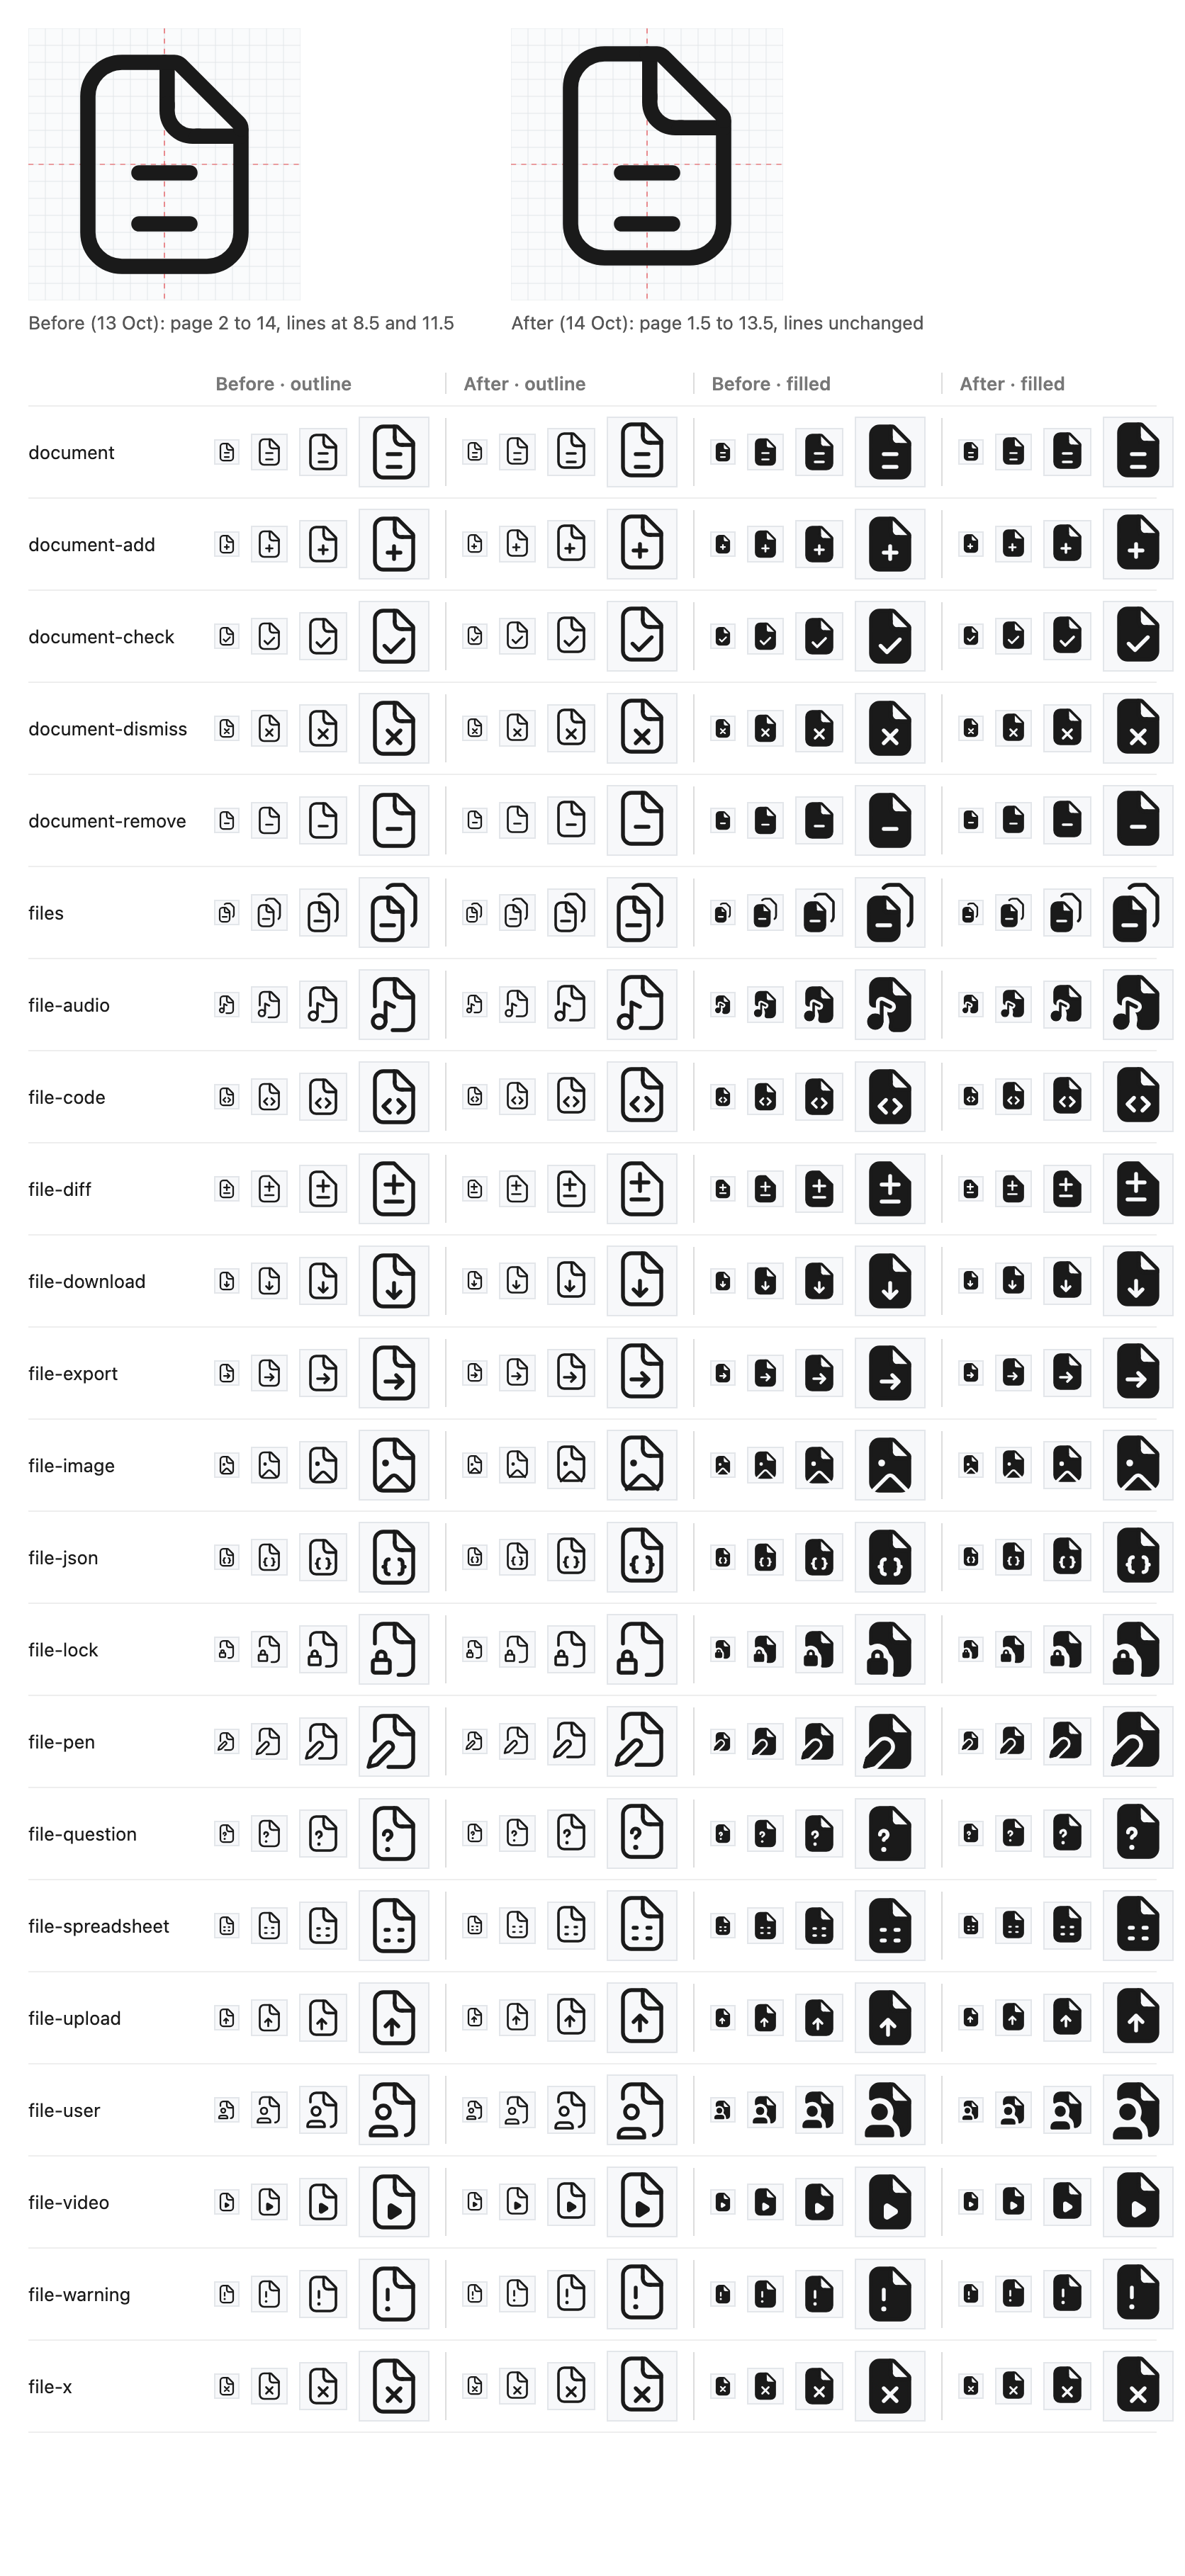 Before (13 Oct): page 2 to 14, lines at 8.5 and 11.5
After (14 Oct): page 1.5 to 13.5, lines unchanged
Before · outline
After · outline
Before · filled
After · filled
document
document-add
document-check
document-dismiss
document-remove
files
file-audio
file-code
file-diff
file-download
file-export
file-image
file-json
file-lock
file-pen
file-question
file-spreadsheet
file-upload
file-user
file-video
file-warning
file-x